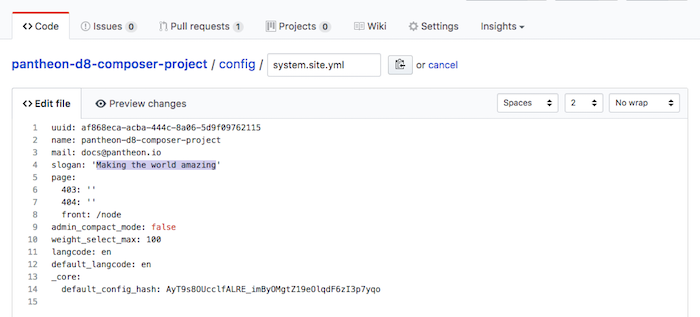 Code Issues 0 Pull requests 1 Projects 0 Wiki Settings Insights
pantheon-d8-composer-project / config / system.site.yml or cancel
Edit file Preview changes Spaces 2 No wrap
1 uuid: af868eca-acba-444c-8a06-5d9f09762115
2 name: pantheon-d8-composer-project
3 mail: docs@pantheon.io
4 slogan: 'Making the world amazing'
5 page:
6 403: ''
7 404: ''
8 front: /node
9 admin_compact_mode: false
10 weight_select_max: 100
11 langcode: en
12 default_langcode: en
13 _core:
14 default_config_hash: AyT9s8OUcclfALRE_imByOMgtZ19eOlqdF6zI3p7yqo
15